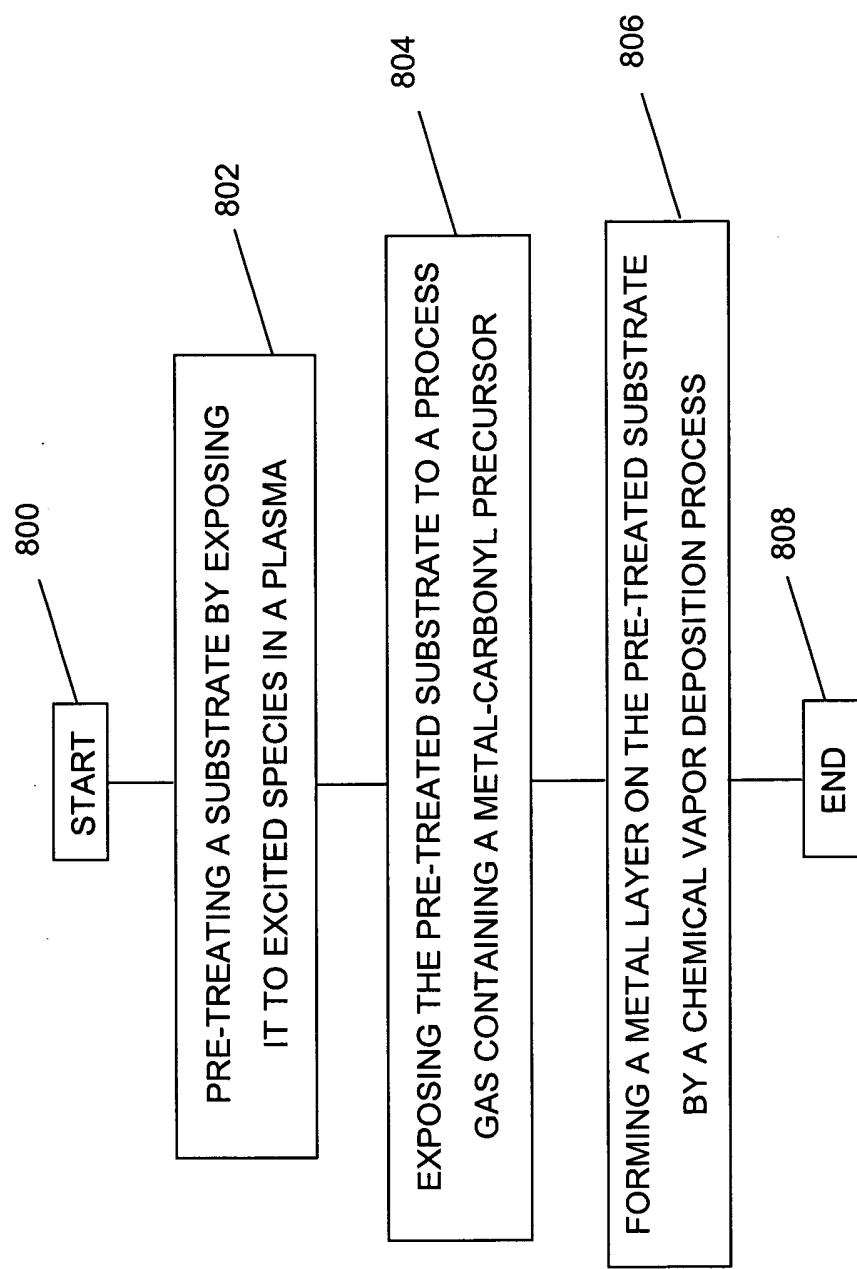 800
START
802
PRE-TREATING A SUBSTRATE BY EXPOSING
IT TO EXCITED SPECIES IN A PLASMA
804
EXPOSING THE PRE-TREATED SUBSTRATE TO A PROCESS
GAS CONTAINING A METAL-CARBONYL PRECURSOR
806
FORMING A METAL LAYER ON THE PRE-TREATED SUBSTRATE
BY A CHEMICAL VAPOR DEPOSITION PROCESS
808
END